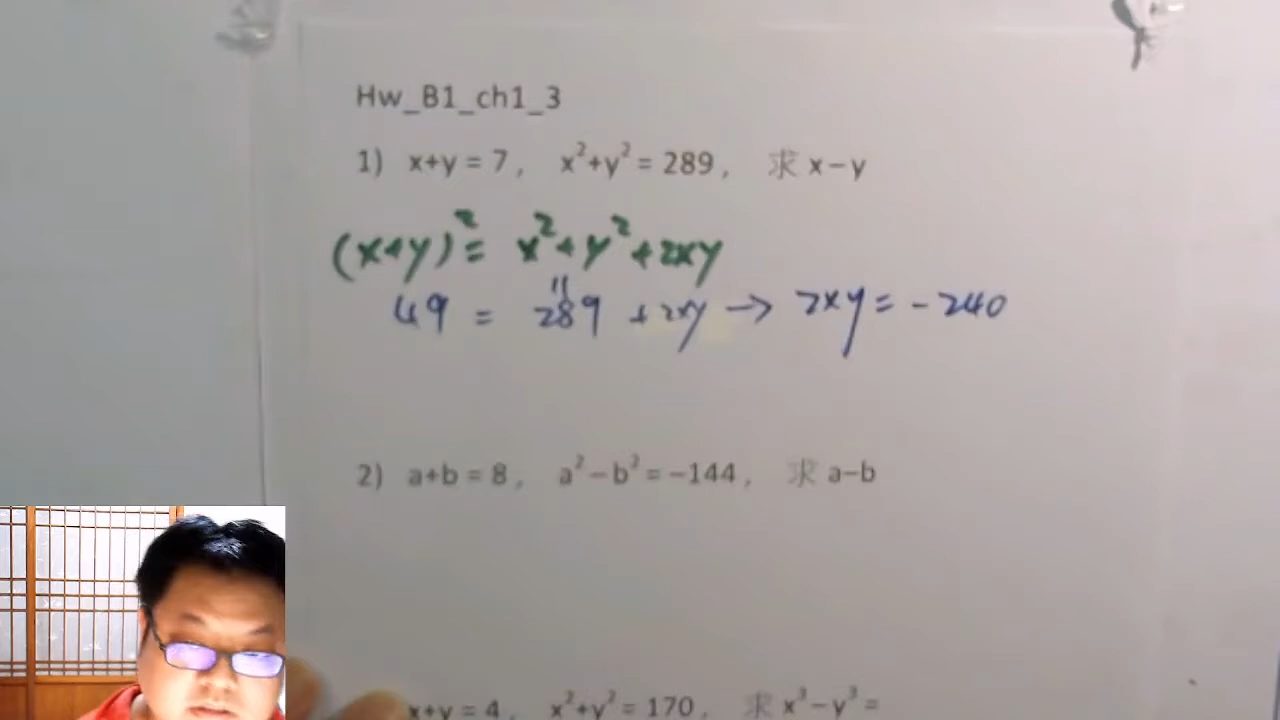 Hw_B1_ch1_3
1) x+y = 7, x²+y² = 289, 求 x−y
(x+y)² = x²+y²+2xy
49 = 289 + 2xy → 2xy = -240
2) a+b = 8, a²−b² = −144, 求 a−b
x+y = 4, x²+y² = 170, 求 x³−y³ =